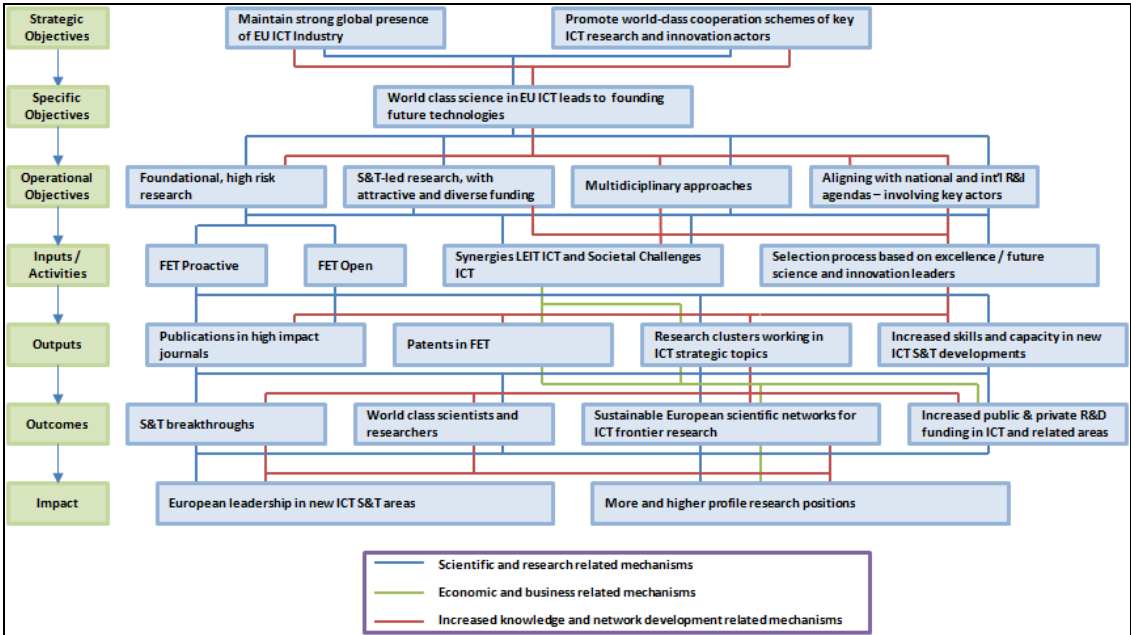 Strategic
Objectives
Maintain strong global presence
of EU ICT Industry
Promote world-class cooperation schemes of key
ICT research and innovation actors
Specific
Objectives
World class science in EU ICT leads to founding
future technologies
Operational
Objectives
Foundational, high risk
research
S&T-led research, with
attractive and diverse funding
Multidiciplinary approaches
Aligning with national and int'l R&I
agendas – involving key actors
Inputs /
Activities
FET Proactive
FET Open
Synergies LEIT ICT and Societal Challenges
ICT
Selection process based on excellence / future
science and innovation leaders
Outputs
Publications in high impact
journals
Patents in FET
Research clusters working in
ICT strategic topics
Increased skills and capacity in new
ICT S&T developments
Outcomes
S&T breakthroughs
World class scientists and
researchers
Sustainable European scientific networks for
ICT frontier research
Increased public & private R&D
funding in ICT and related areas
Impact
European leadership in new ICT S&T areas
More and higher profile research positions
Scientific and research related mechanisms
Economic and business related mechanisms
Increased knowledge and network development related mechanisms